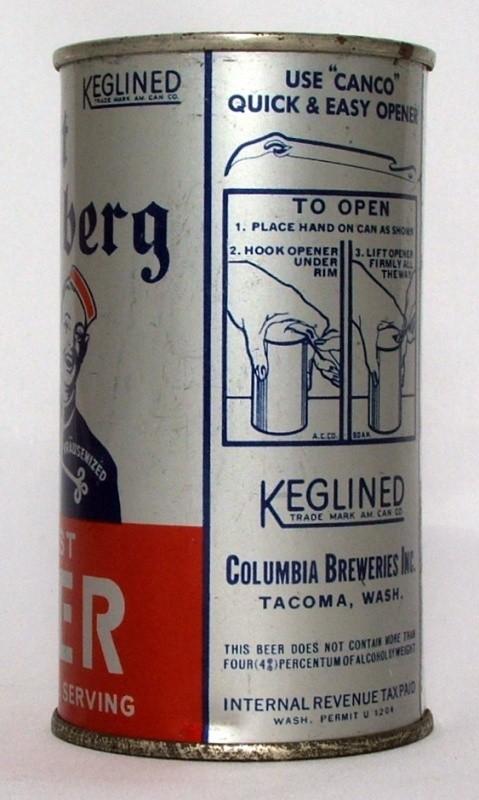 KEGLINED
TRADE MARK AM. CAN CO.
berg
KRAUSENIZED
ST
ER
SERVING
USE "CANCO"
QUICK & EASY OPENER
TO OPEN
1. PLACE HAND ON CAN AS SHOWN
2. HOOK OPENER
UNDER
RIM
3. LIFT OPENER
FIRMLY ALL
THE WAY
A.C.CO.
80 A K
KEGLINED
TRADE MARK AM. CAN CO.
COLUMBIA BREWERIES INC.
TACOMA, WASH.
THIS BEER DOES NOT CONTAIN MORE THAN
FOUR (4%) PERCENTUM OF ALCOHOL BY WEIGHT
INTERNAL REVENUE TAX PAID
WASH. PERMIT U 1204